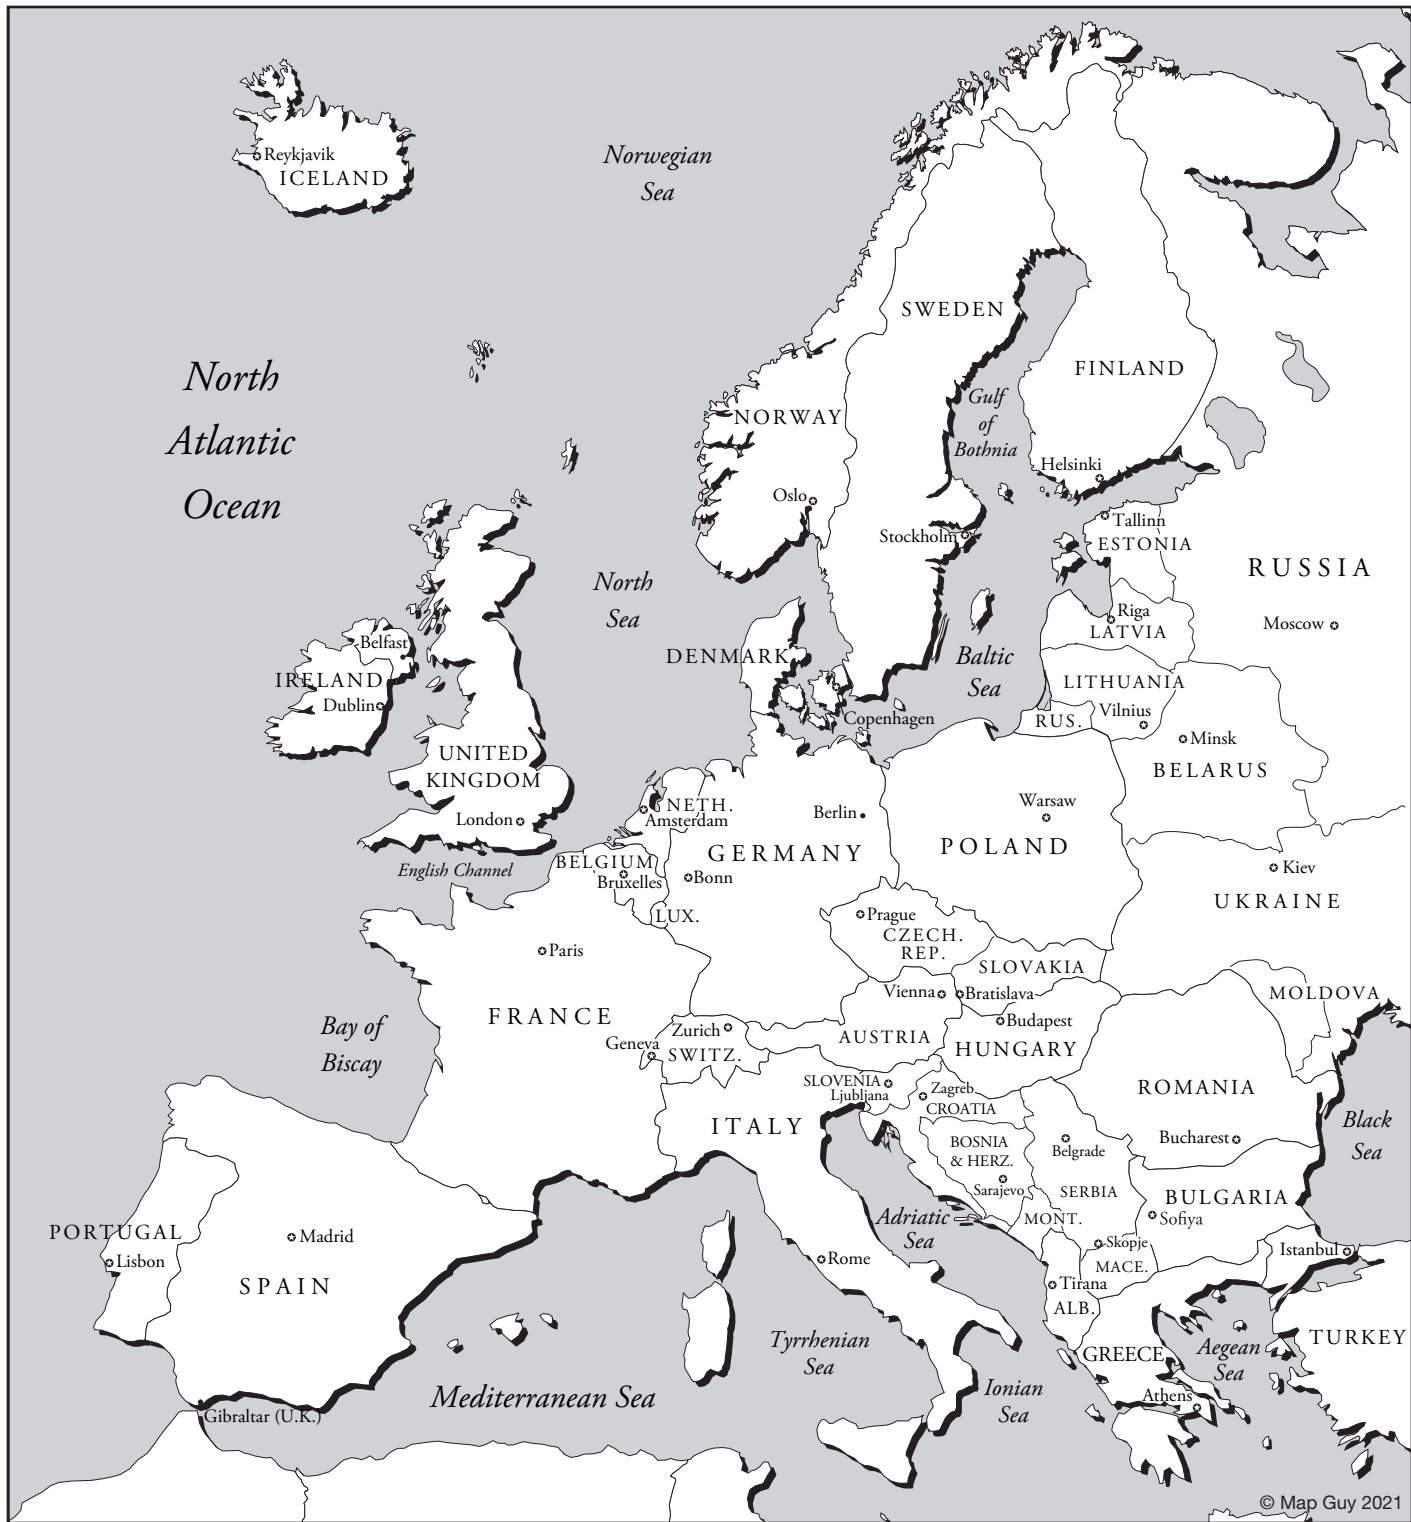 Reykjavik
ICELAND
Norwegian
Sea
North
Atlantic
Ocean
SWEDEN
FINLAND
NORWAY
Gulf
of
Bothnia
Helsinki
Oslo
Stockholm
Tallinn
ESTONIA
RUSSIA
Moscow
North
Sea
Riga
LATVIA
Belfast
IRELAND
Dublin
DENMARK
Copenhagen
Baltic
Sea
LITHUANIA
Vilnius
RUS.
Minsk
BELARUS
UNITED
KINGDOM
London
English Channel
NETH.
Amsterdam
Berlin
GERMANY
Warsaw
POLAND
Kiev
UKRAINE
BELGIUM
Bruxelles
Bonn
LUX.
Prague
CZECH.
REP.
SLOVAKIA
Paris
FRANCE
Vienna
Bratislava
Budapest
MOLDOVA
Bay of
Biscay
Zurich
Geneva
SWITZ.
AUSTRIA
HUNGARY
SLOVENIA
Ljubljana
Zagreb
CROATIA
ROMANIA
Bucharest
Black
Sea
ITALY
BOSNIA
& HERZ.
Sarajevo
Belgrade
SERBIA
BULGARIA
Sofiya
PORTUGAL
Lisbon
Madrid
SPAIN
Rome
Adriatic
Sea
MONT.
Skopje
MACE.
Tirana
ALB.
Istanbul
TURKEY
Tyrrhenian
Sea
GREECE
Aegean
Sea
Athens
Mediterranean Sea
Ionian
Sea
Gibraltar (U.K.)
© Map Guy 2021